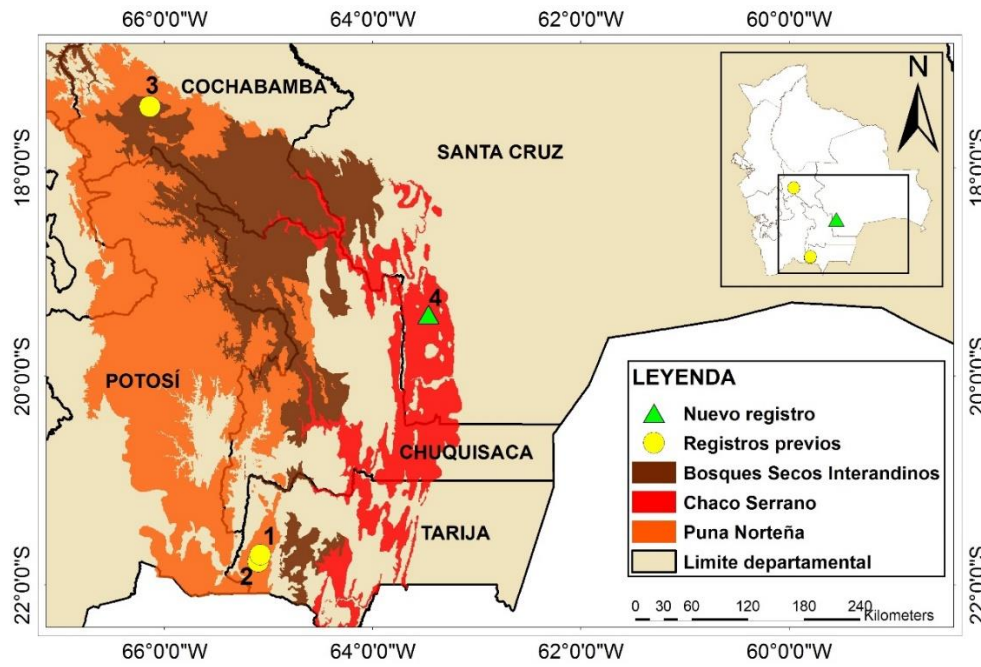 66°0'0"W 64°0'0"W 62°0'0"W 60°0'0"W
18°0'0"S
20°0'0"S
22°0'0"S
3
COCHABAMBA
SANTA CRUZ
N
4
POTOSÍ
CHUQUISACA
TARIJA
1
2
LEYENDA
Nuevo registro
Registros previos
Bosques Secos Interandinos
Chaco Serrano
Puna Norteña
Limite departamental
0 30 60 120 180 240
Kilometers
18°0'0"S
20°0'0"S
22°0'0"S
66°0'0"W 64°0'0"W 62°0'0"W 60°0'0"W